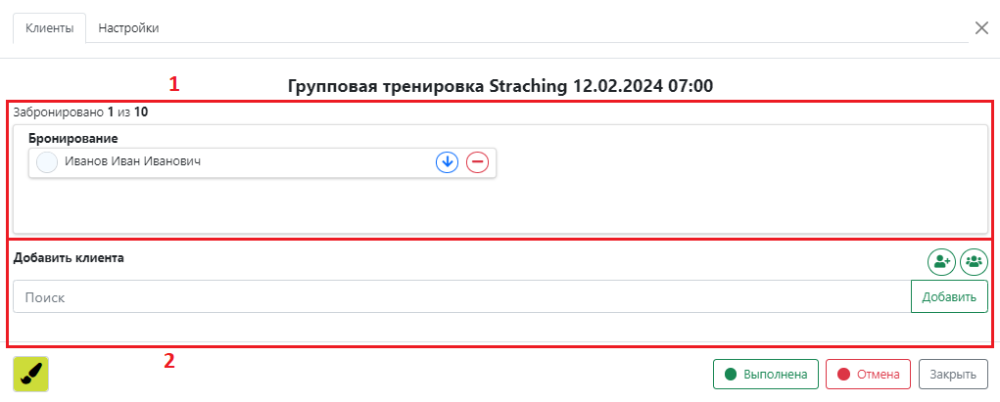 Клиенты Настройки
1
Групповая тренировка Straching 12.02.2024 07:00
Забронировано 1 из 10
Бронирование
Иванов Иван Иванович
Добавить клиента
Поиск Добавить
2
Выполнена Отмена Закрыть